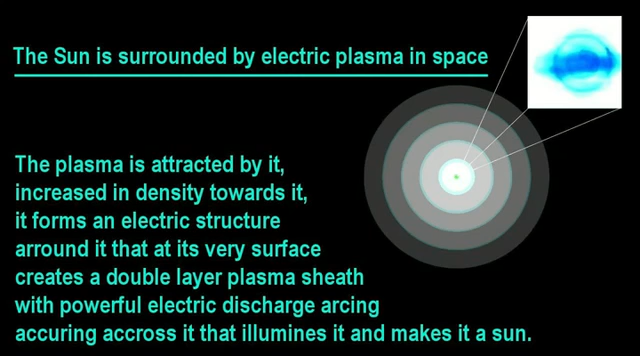 The Sun is surrounded by electric plasma in space
The plasma is attracted by it,
increased in density towards it,
it forms an electric structure
arround it that at its very surface
creates a double layer plasma sheath
with powerful electric discharge arcing
accuring accross it that illumines it and makes it a sun.